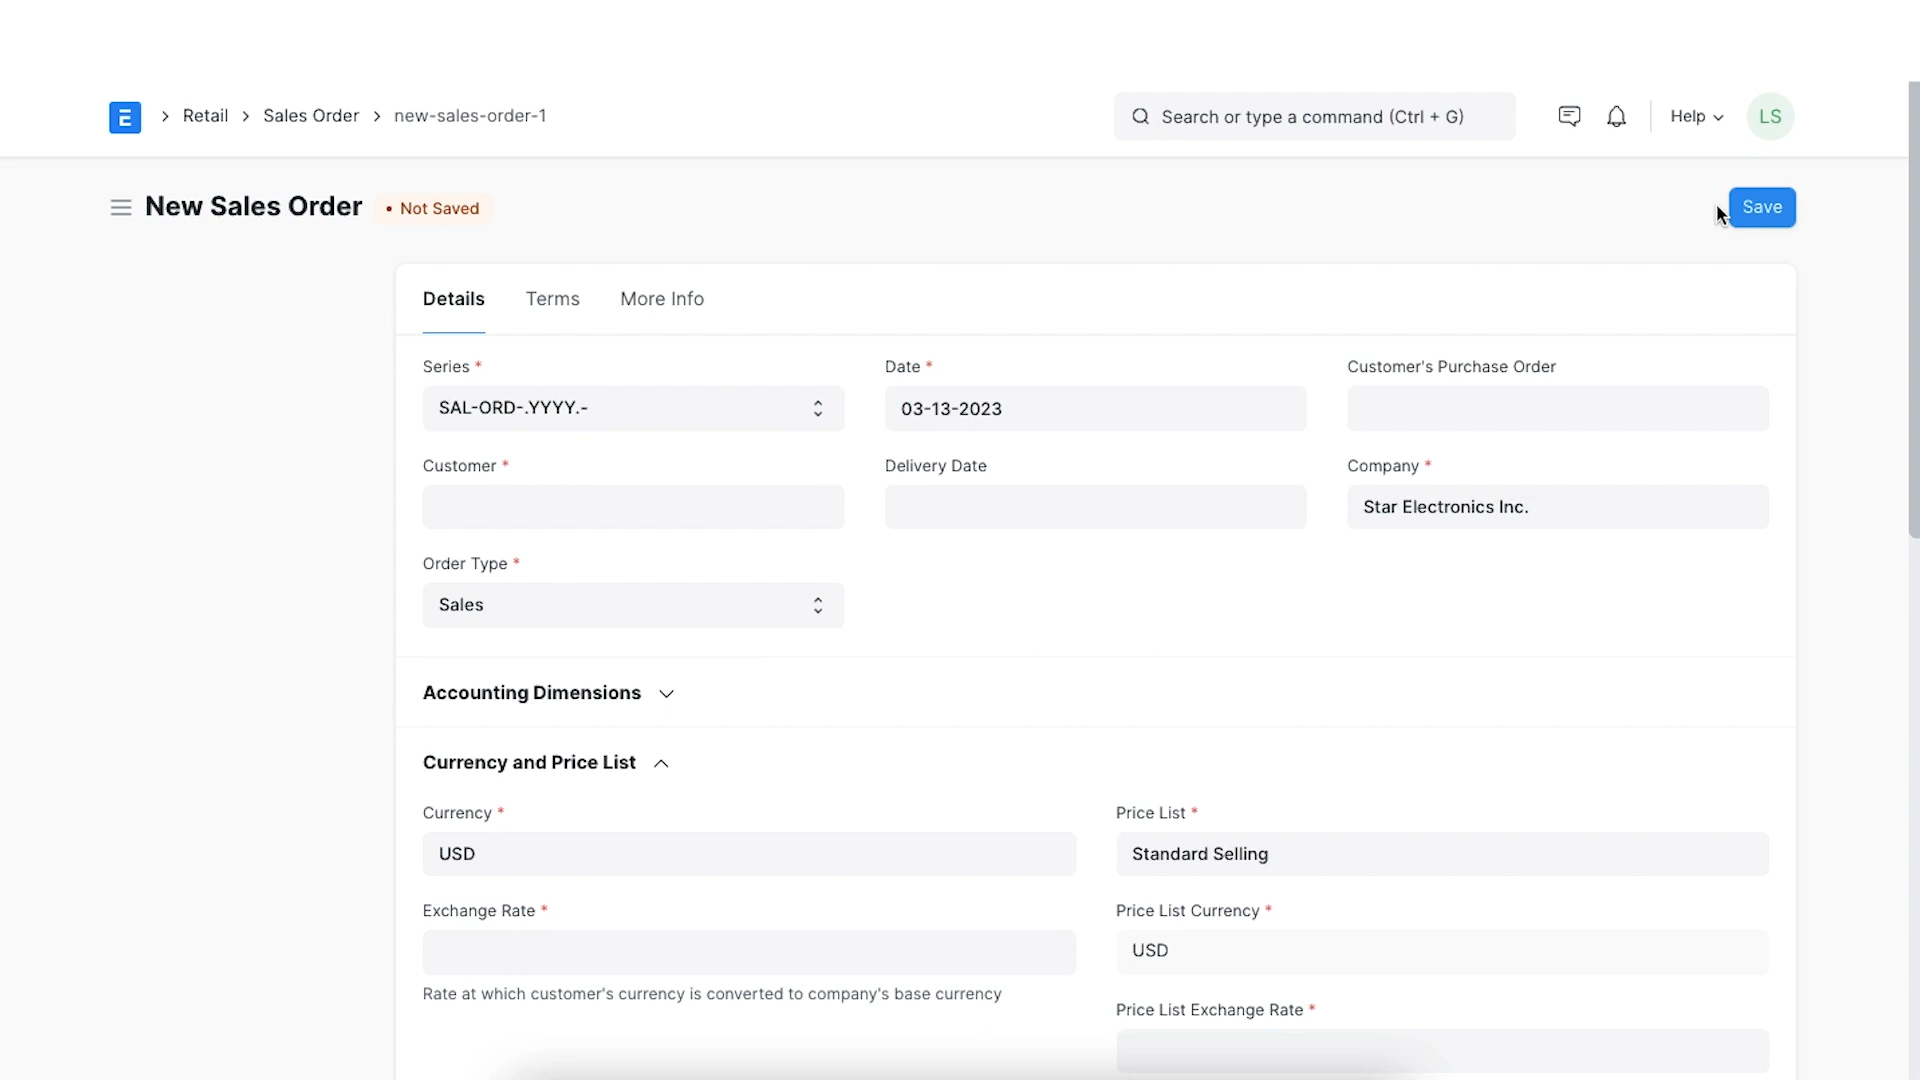 E > Retail > Sales Order > new-sales-order-1 Search or type a command (Ctrl + G) Help LS
New Sales Order • Not Saved Save
Details Terms More Info
Series * Date * Customer's Purchase Order
SAL-ORD-.YYYY.- 03-13-2023
Customer * Delivery Date Company *
Star Electronics Inc.
Order Type *
Sales
Accounting Dimensions
Currency and Price List
Currency * Price List *
USD Standard Selling
Exchange Rate * Price List Currency *
USD
Rate at which customer's currency is converted to company's base currency
Price List Exchange Rate *